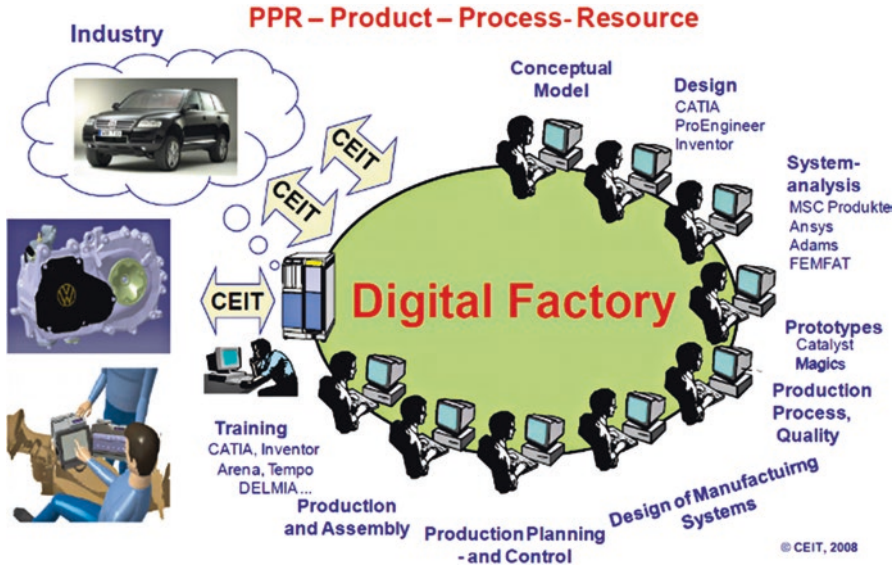 PPR – Product – Process- Resource
Industry
CEIT
CEIT
CEIT
Conceptual
Model
Design
CATIA
ProEngineer
Inventor
System-
analysis
MSC Produkte
Ansys
Adams
FEMFAT
Digital Factory
Prototypes
Catalyst
Magics
Production
Process,
Quality
Training
CATIA, Inventor
Arena, Tempo
DELMIA ...
Production
and Assembly
Production Planning
- and Control
Design of Manufactuirng
Systems
© CEIT, 2008